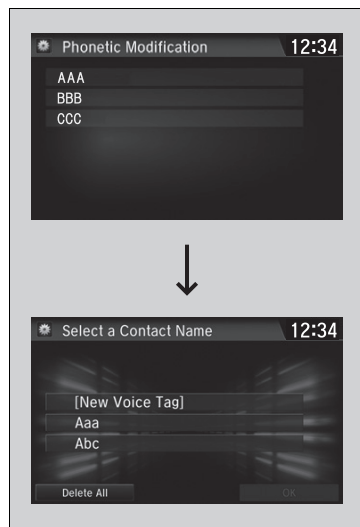 Phonetic Modification 12:34
AAA
BBB
CCC
Select a Contact Name 12:34
[New Voice Tag]
Aaa
Abc
Delete All OK